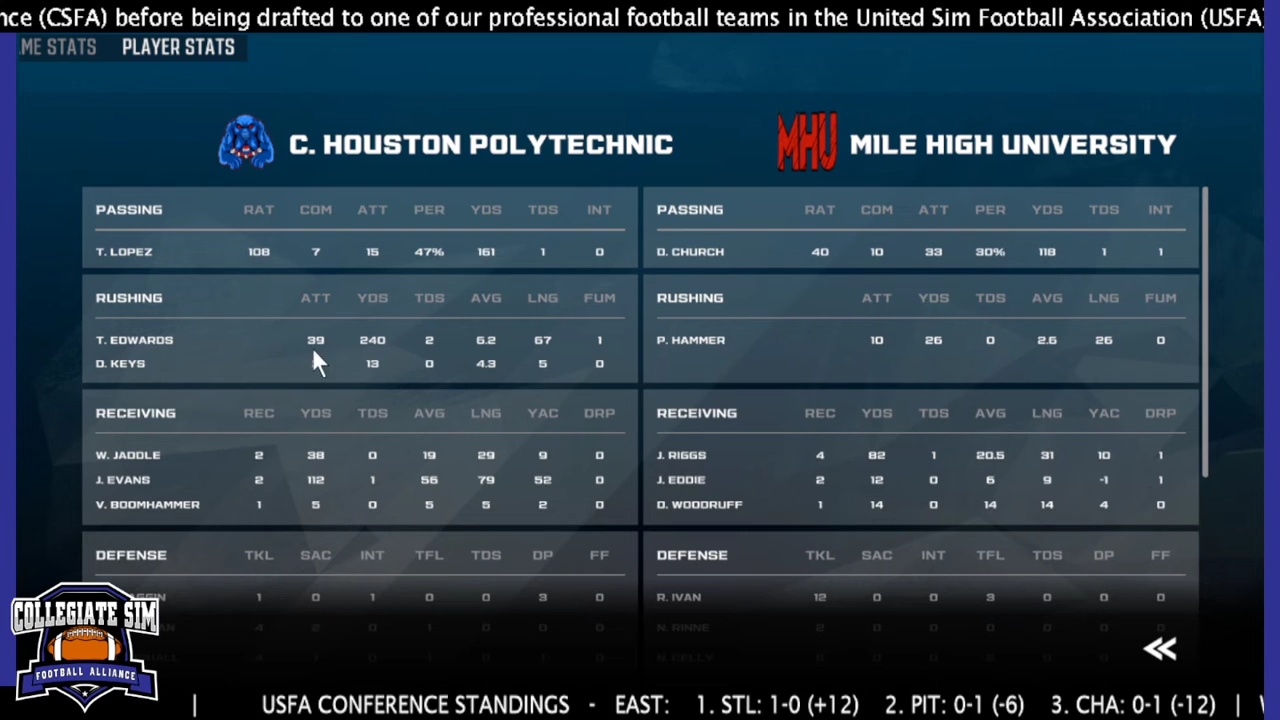 nce (CSFA) before being drafted to one of our professional football teams in the United Sim Football Association (USFA)
ME STATS PLAYER STATS
C. HOUSTON POLYTECHNIC
MHU MILE HIGH UNIVERSITY
PASSING RAT COM ATT PER YDS TDS INT
T. LOPEZ 108 7 15 47% 161 1 0
RUSHING ATT YDS TDS AVG LNG FUM
T. EDWARDS 39 240 2 6.2 67 1
D. KEYS 13 0 4.3 5 0
RECEIVING REC YDS TDS AVG LNG YAC DRP
W. JADDLE 2 38 0 19 29 9 0
J. EVANS 2 112 1 56 79 52 0
V. BOOMHAMMER 1 5 0 5 5 2 0
DEFENSE TKL SAC INT TFL TDS DP FF
1 0 1 0 0 3 0
PASSING RAT COM ATT PER YDS TDS INT
D. CHURCH 40 10 33 30% 118 1 1
RUSHING ATT YDS TDS AVG LNG FUM
P. HAMMER 10 26 0 2.6 26 0
RECEIVING REC YDS TDS AVG LNG YAC DRP
J. RIGGS 4 82 1 20.5 31 10 1
J. EDDIE 2 12 0 6 9 -1 1
D. WOODRUFF 1 14 0 14 14 4 0
DEFENSE TKL SAC INT TFL TDS DP FF
R. IVAN 12 0 0 3 0 0 0
N. RINNE 2 0 0 0 0 0 0
COLLEGIATE SIM
FOOTBALL ALLIANCE
| USFA CONFERENCE STANDINGS - EAST: 1. STL: 1-0 (+12) 2. PIT: 0-1 (-6) 3. CHA: 0-1 (-12) |